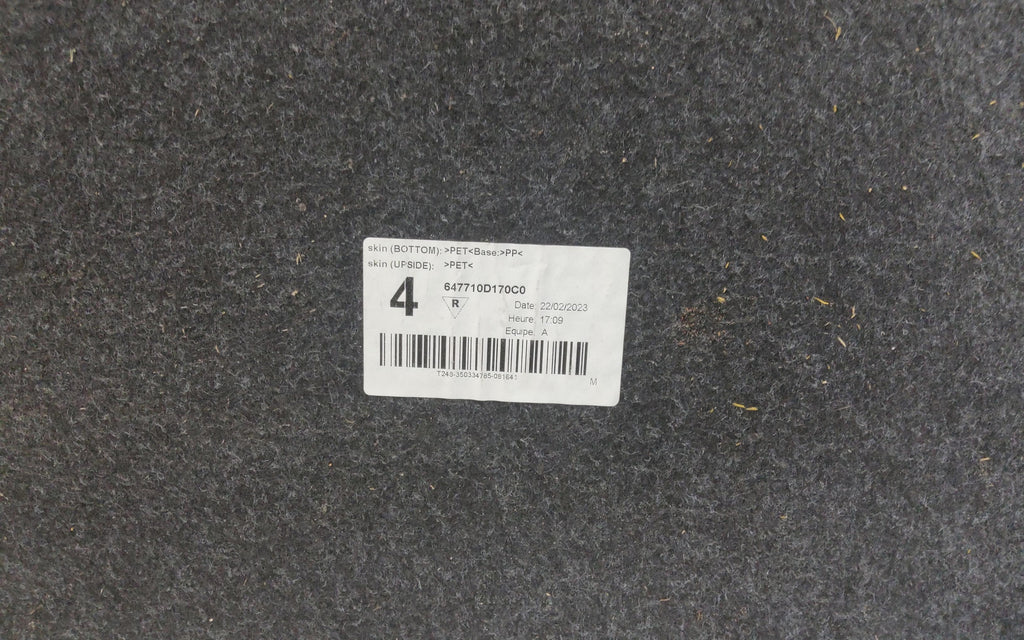 skin (BOTTOM): >PET<Base:>PP<
skin (UPSIDE): >PET<
4
647710D170C0
R
Date: 22/02/2023
Heure: 17:09
Equipe: A
T248-350334785-081641
M